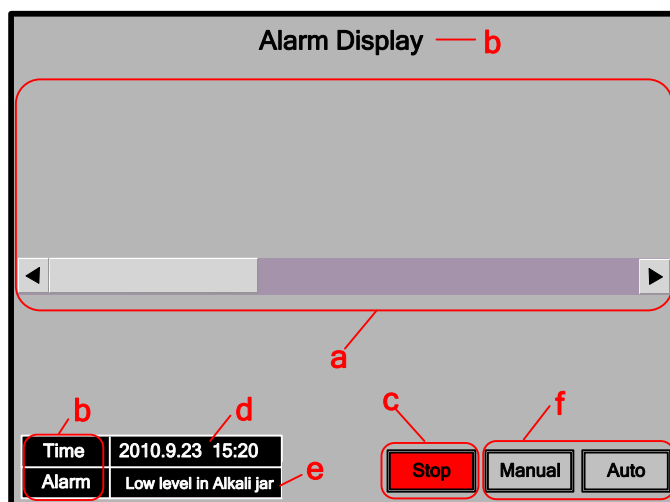 Alarm Display b
a
b d c f
Time 2010.9.23 15:20
Alarm Low level in Alkali jar e
Stop Manual Auto